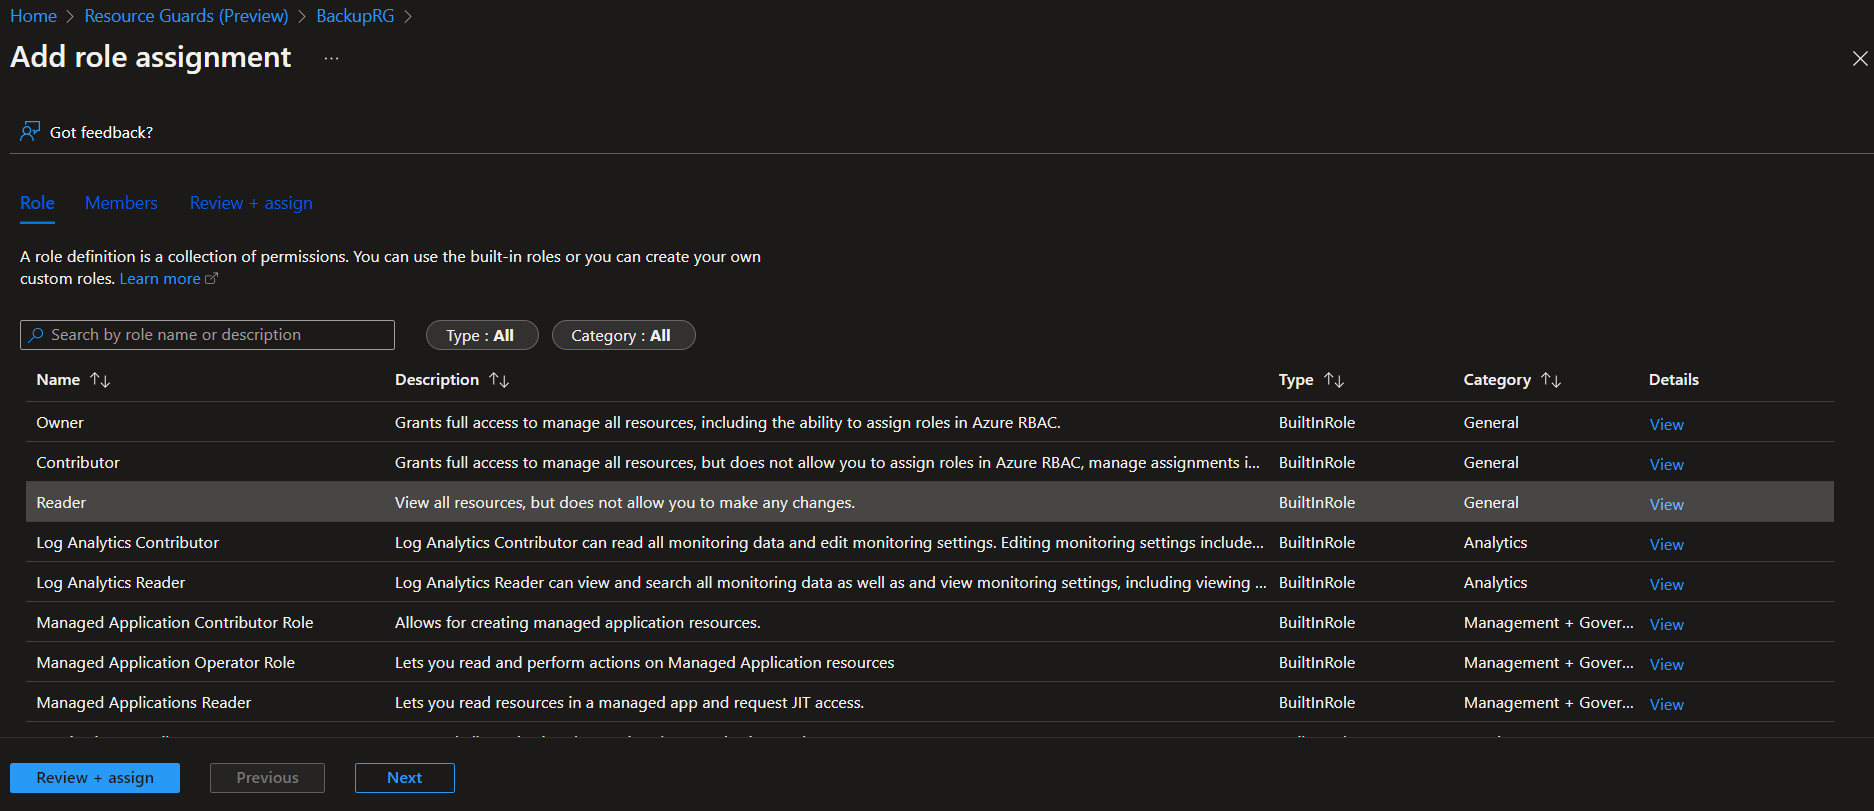 Home > Resource Guards (Preview) > BackupRG >
Add role assignment ...
Got feedback?
Role Members Review + assign
A role definition is a collection of permissions. You can use the built-in roles or you can create your own
custom roles. Learn more
Search by role name or description Type : All Category : All
Name ↑↓ Description ↑↓ Type ↑↓ Category ↑↓ Details
Owner Grants full access to manage all resources, including the ability to assign roles in Azure RBAC. BuiltInRole General View
Contributor Grants full access to manage all resources, but does not allow you to assign roles in Azure RBAC, manage assignments i... BuiltInRole General View
Reader View all resources, but does not allow you to make any changes. BuiltInRole General View
Log Analytics Contributor Log Analytics Contributor can read all monitoring data and edit monitoring settings. Editing monitoring settings include... BuiltInRole Analytics View
Log Analytics Reader Log Analytics Reader can view and search all monitoring data as well as and view monitoring settings, including viewing ... BuiltInRole Analytics View
Managed Application Contributor Role Allows for creating managed application resources. BuiltInRole Management + Gover... View
Managed Application Operator Role Lets you read and perform actions on Managed Application resources BuiltInRole Management + Gover... View
Managed Applications Reader Lets you read resources in a managed app and request JIT access. BuiltInRole Management + Gover... View
Review + assign Previous Next